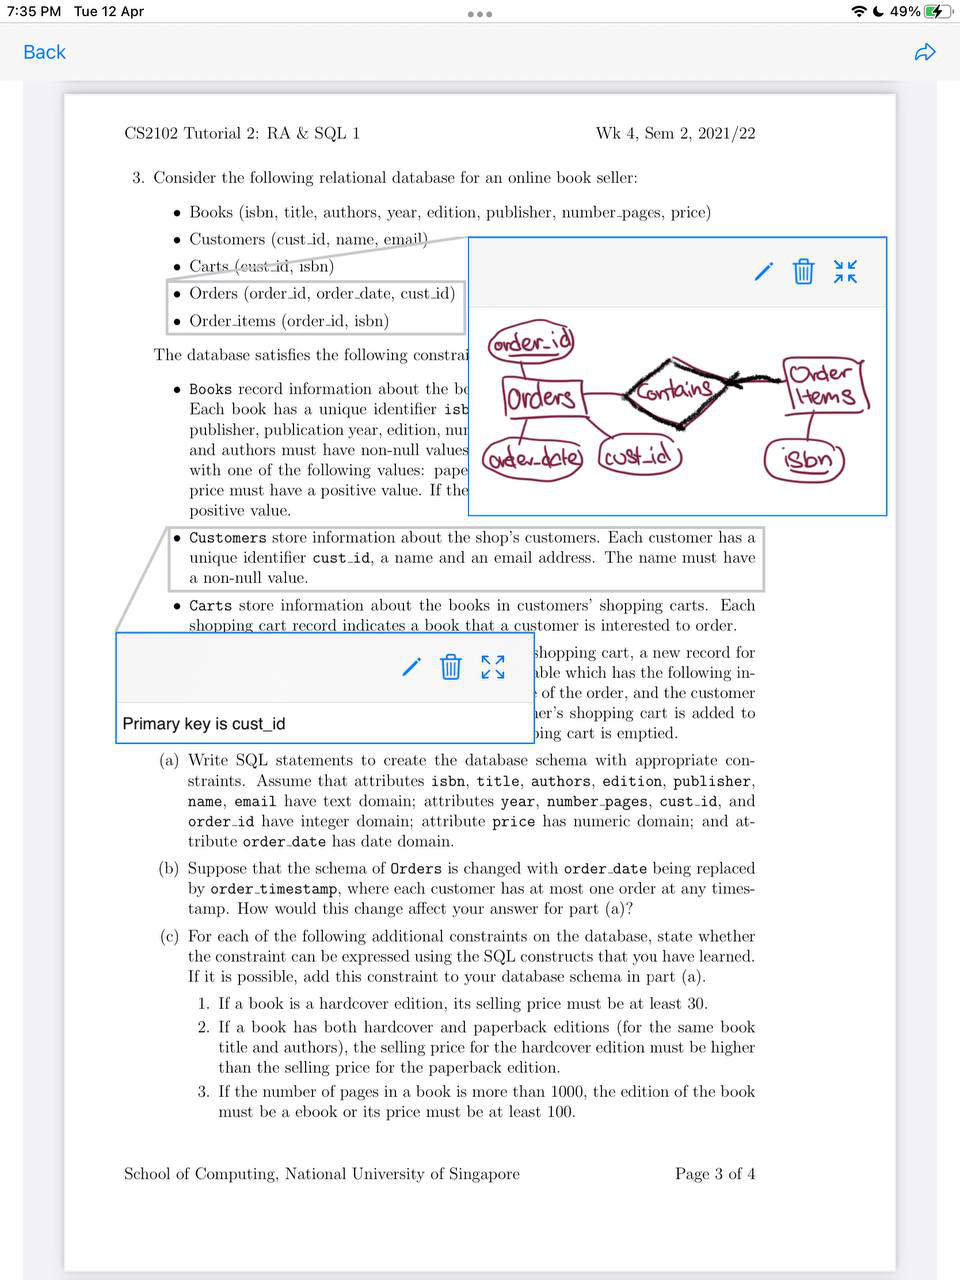 7:35 PM Tue 12 Apr
49%
Back
CS2102 Tutorial 2: RA & SQL 1 Wk 4, Sem 2, 2021/22
3. Consider the following relational database for an online book seller:
• Books (isbn, title, authors, year, edition, publisher, number_pages, price)
• Customers (cust_id, name, email)
• Carts (cust_id, isbn)
• Orders (order_id, order_date, cust_id)
• Order_items (order_id, isbn)
order_id
Orders
Contains
Order Items
order_date
cust_id
isbn
The database satisfies the following constrai
• Books record information about the bo
Each book has a unique identifier isb
publisher, publication year, edition, nu
and authors must have non-null values
with one of the following values: pape
price must have a positive value. If the
positive value.
• Customers store information about the shop's customers. Each customer has a
unique identifier cust_id, a name and an email address. The name must have
a non-null value.
• Carts store information about the books in customers' shopping carts. Each
shopping cart record indicates a book that a customer is interested to order.
shopping cart, a new record for
able which has the following in-
of the order, and the customer
er's shopping cart is added to
ping cart is emptied.
Primary key is cust_id
(a) Write SQL statements to create the database schema with appropriate con-
straints. Assume that attributes isbn, title, authors, edition, publisher,
name, email have text domain; attributes year, number_pages, cust_id, and
order_id have integer domain; attribute price has numeric domain; and at-
tribute order_date has date domain.
(b) Suppose that the schema of Orders is changed with order_date being replaced
by order_timestamp, where each customer has at most one order at any times-
tamp. How would this change affect your answer for part (a)?
(c) For each of the following additional constraints on the database, state whether
the constraint can be expressed using the SQL constructs that you have learned.
If it is possible, add this constraint to your database schema in part (a).
1. If a book is a hardcover edition, its selling price must be at least 30.
2. If a book has both hardcover and paperback editions (for the same book
title and authors), the selling price for the hardcover edition must be higher
than the selling price for the paperback edition.
3. If the number of pages in a book is more than 1000, the edition of the book
must be a ebook or its price must be at least 100.
School of Computing, National University of Singapore Page 3 of 4